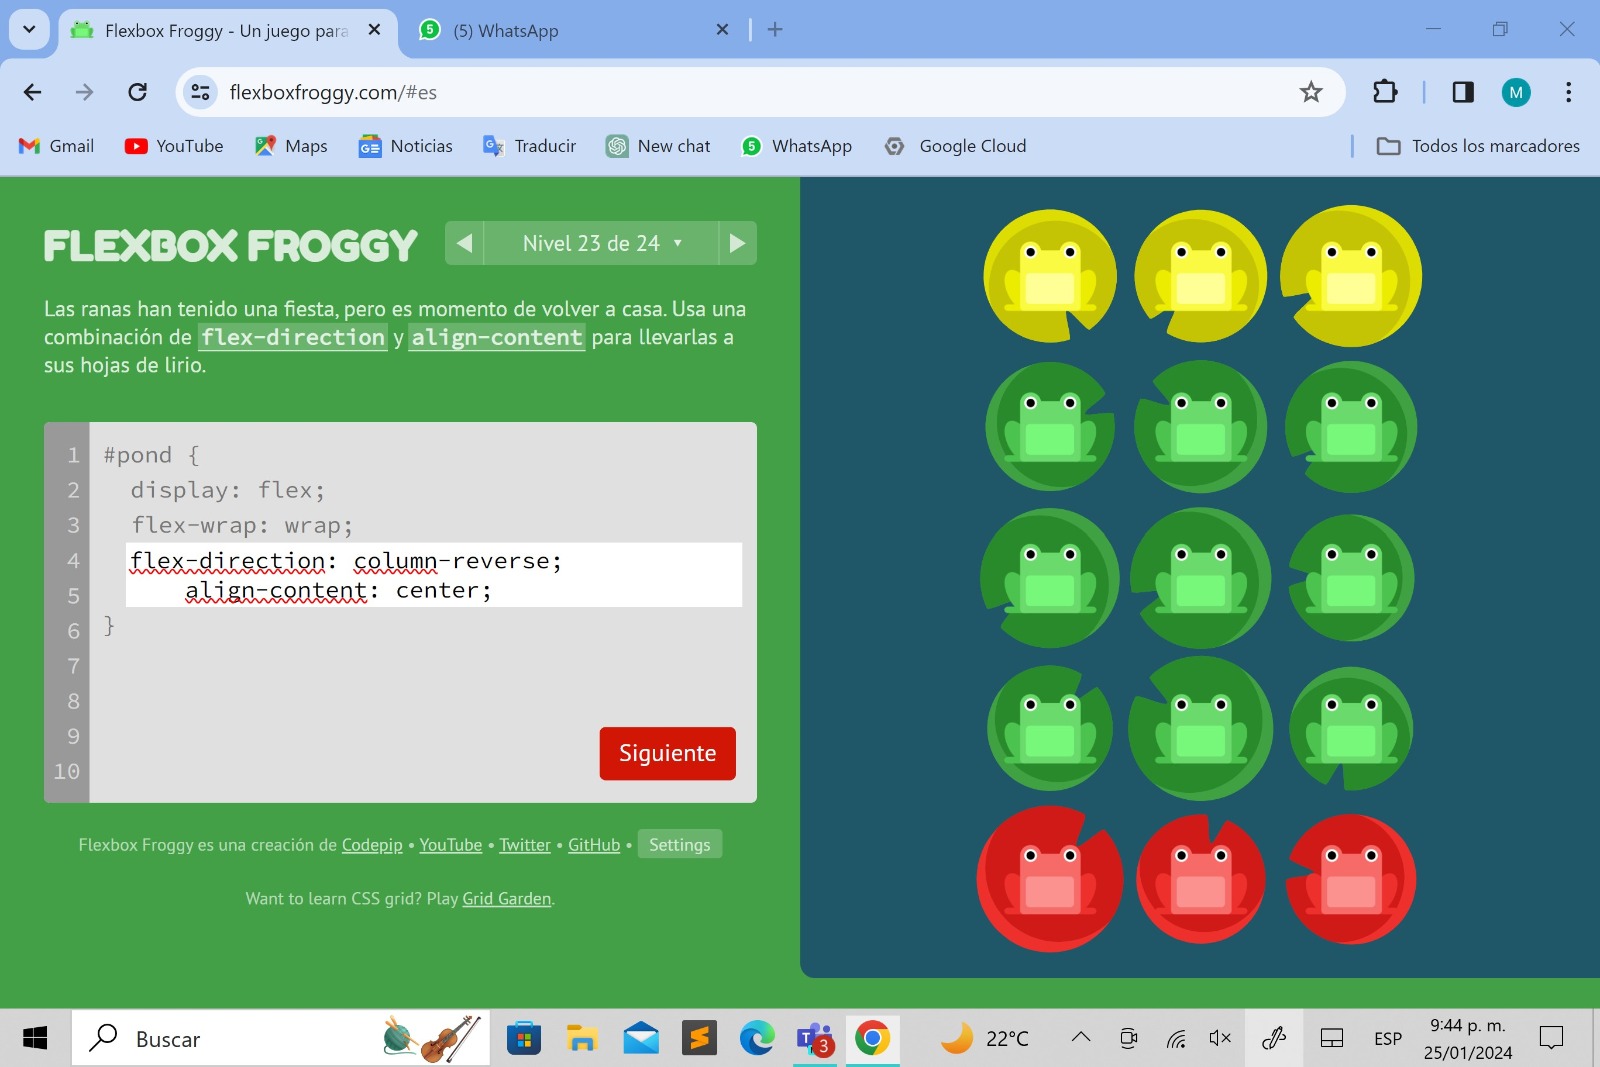 Flexbox Froggy - Un juego para
(5) WhatsApp
flexboxfroggy.com/#es
M
Gmail YouTube Maps Noticias Traducir New chat WhatsApp Google Cloud Todos los marcadores
FLEXBOX FROGGY
Nivel 23 de 24
Las ranas han tenido una fiesta, pero es momento de volver a casa. Usa una
combinación de flex-direction y align-content para llevarlas a
sus hojas de lirio.
1 #pond {
2 display: flex;
3 flex-wrap: wrap;
4 flex-direction: column-reverse;
5 align-content: center;
6 }
7
8
9
10
Siguiente
Flexbox Froggy es una creación de Codepip • YouTube • Twitter • GitHub • Settings
Want to learn CSS grid? Play Grid Garden.
Buscar
3
22°C
ESP
9:44 p. m.
25/01/2024